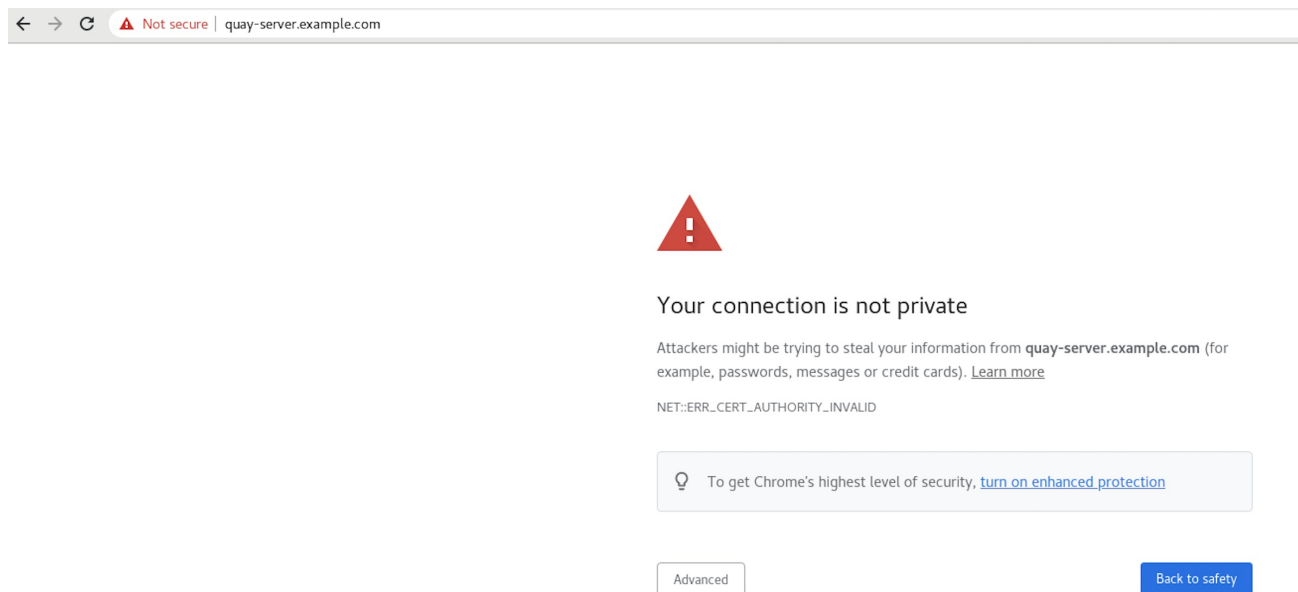 Not secure | quay-server.example.com
Your connection is not private
Attackers might be trying to steal your information from quay-server.example.com (for
example, passwords, messages or credit cards). Learn more
NET::ERR_CERT_AUTHORITY_INVALID
To get Chrome's highest level of security, turn on enhanced protection
Advanced
Back to safety